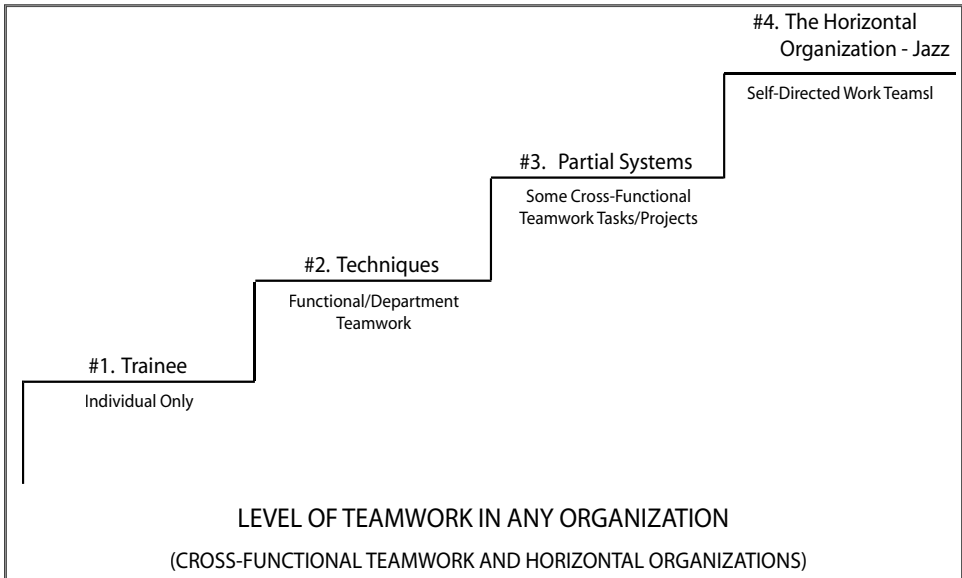 #4. The Horizontal
Organization - Jazz
Self-Directed Work Teamsl
#3. Partial Systems
Some Cross-Functional
Teamwork Tasks/Projects
#2. Techniques
Functional/Department
Teamwork
#1. Trainee
Individual Only
LEVEL OF TEAMWORK IN ANY ORGANIZATION
(CROSS-FUNCTIONAL TEAMWORK AND HORIZONTAL ORGANIZATIONS)